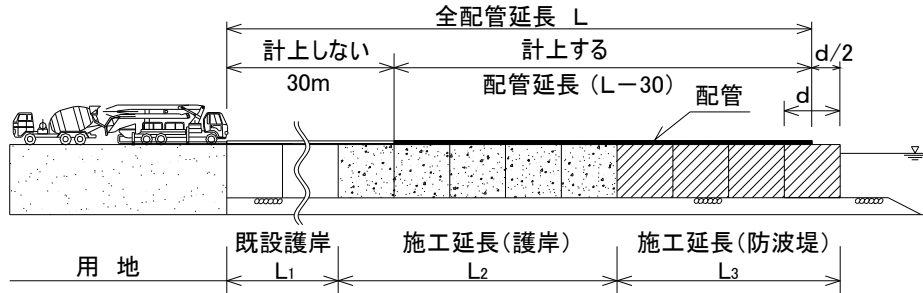 全配管延長 L
計上しない
計上する
d/2
30m
配管延長(L-30)
配管
d
既設護岸
施工延長(護岸)
施工延長(防波堤)
用 地
L1
L2
L3